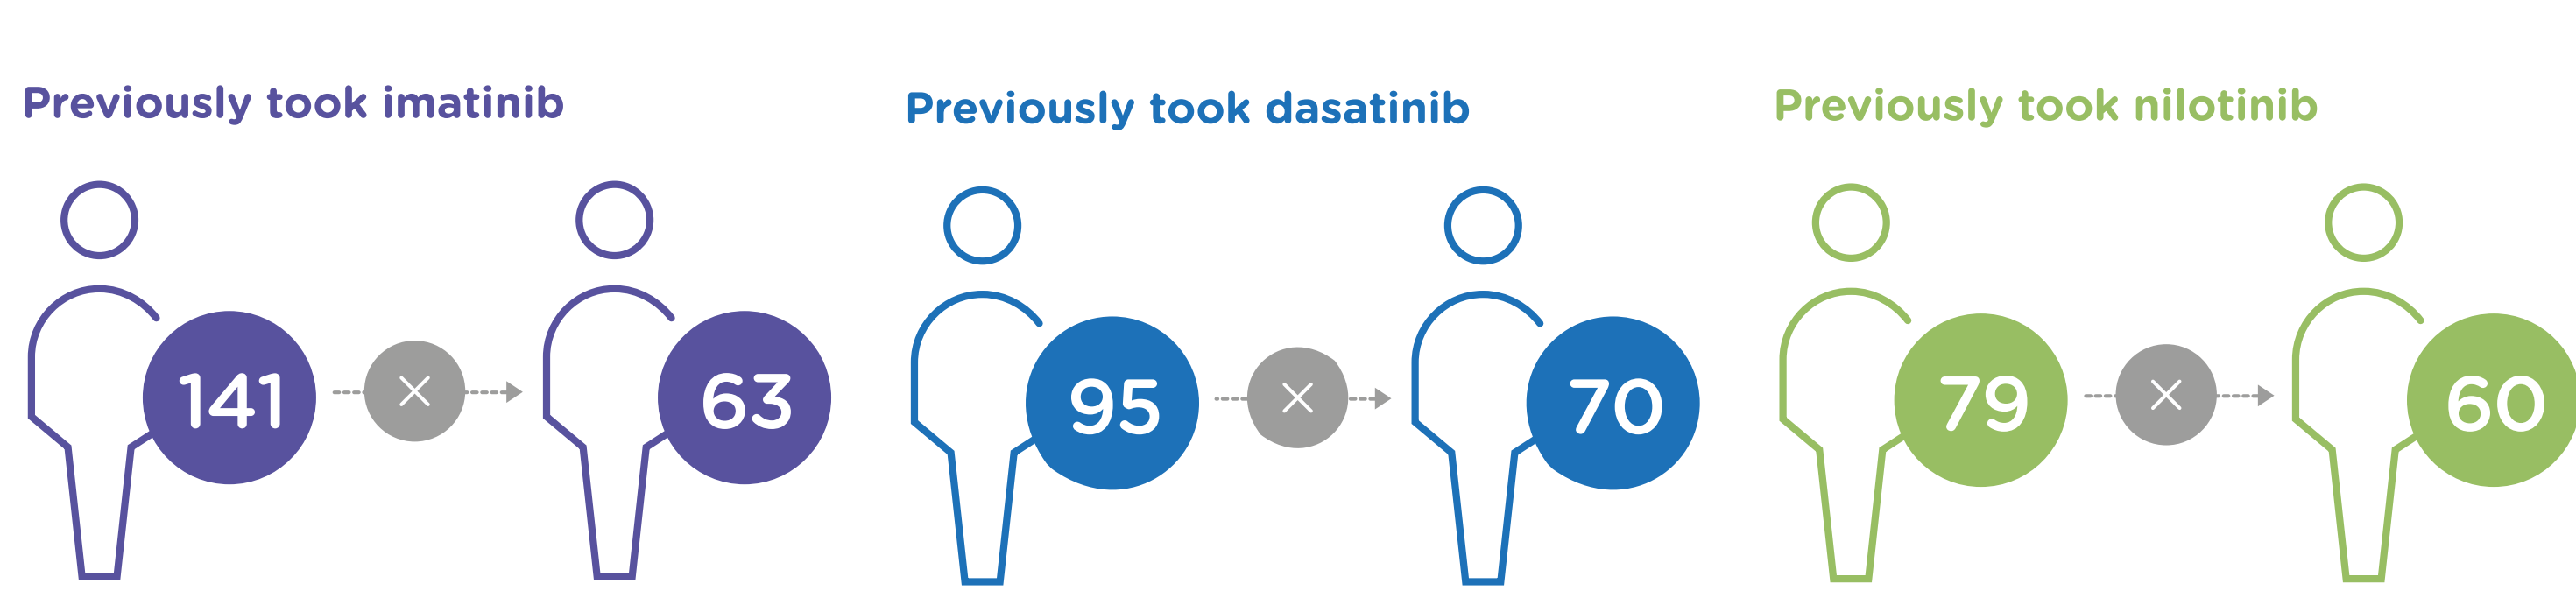 Previously took imatinib
141
63
Previously took dasatinib
95
70
Previously took nilotinib
79
60